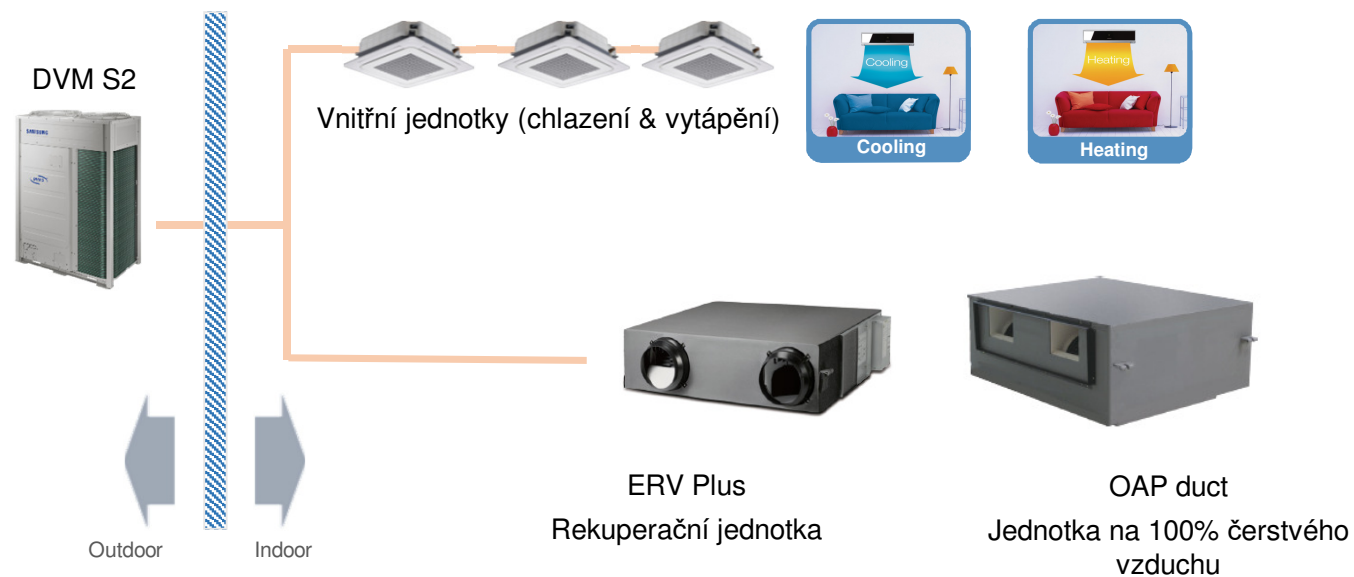 DVM S2
SAMSUNG
Vnitřní jednotky (chlazení & vytápění)
Cooling
Cooling
Heating
Heating
ERV Plus
Rekuperační jednotka
OAP duct
Jednotka na 100% čerstvého
vzduchu
Outdoor
Indoor